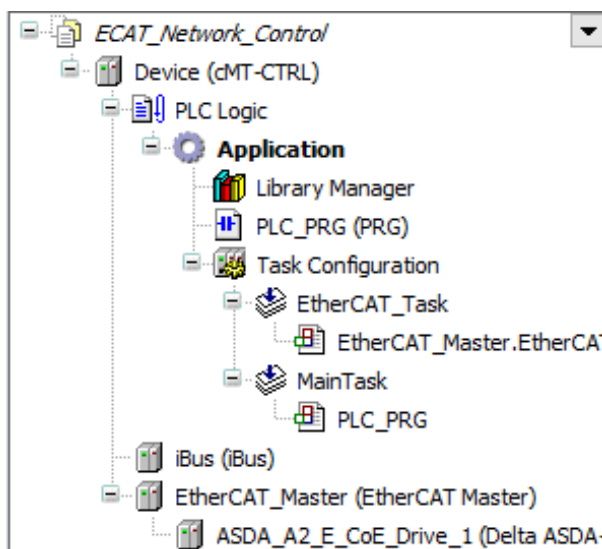 ECAT_Network_Control
Device (cMT-CTRL)
PLC Logic
Application
Library Manager
PLC_PRG (PRG)
Task Configuration
EtherCAT_Task
EtherCAT_Master.EtherCAT
MainTask
PLC_PRG
iBus (iBus)
EtherCAT_Master (EtherCAT Master)
ASDA_A2_E_CoE_Drive_1 (Delta ASDA-